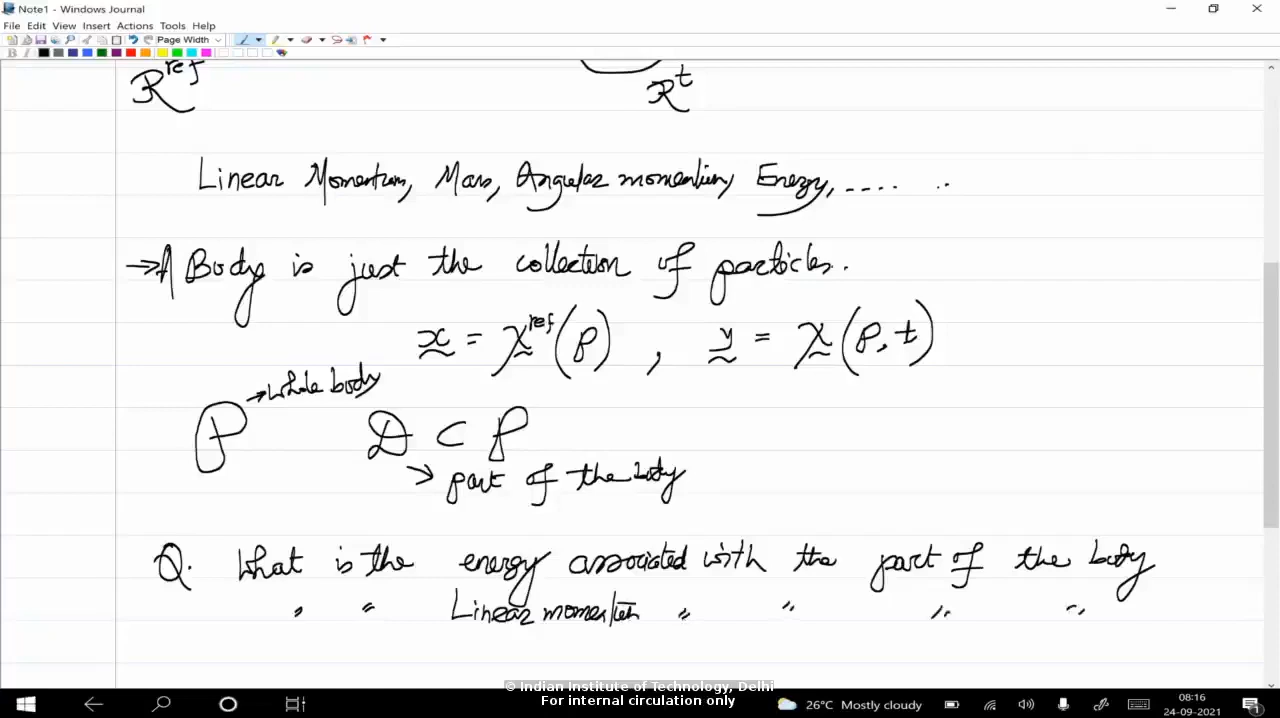 Note1 - Windows Journal
File Edit View Insert Actions Tools Help
Page Width
R^ref R^t
Linear Momentum, Mass, Angular momentum, Energy, ---- ..
→ A Body is just the collection of particles.
x = χ^ref (P) , y = χ (P, t)
→ whole body
P D ⊂ P
→ part of the body
Q. What is the energy associated with the part of the body
" " Linear momentum " " " "
© Indian Institute of Technology, Delhi
For internal circulation only
26°C Mostly cloudy
08:16
24-09-2021